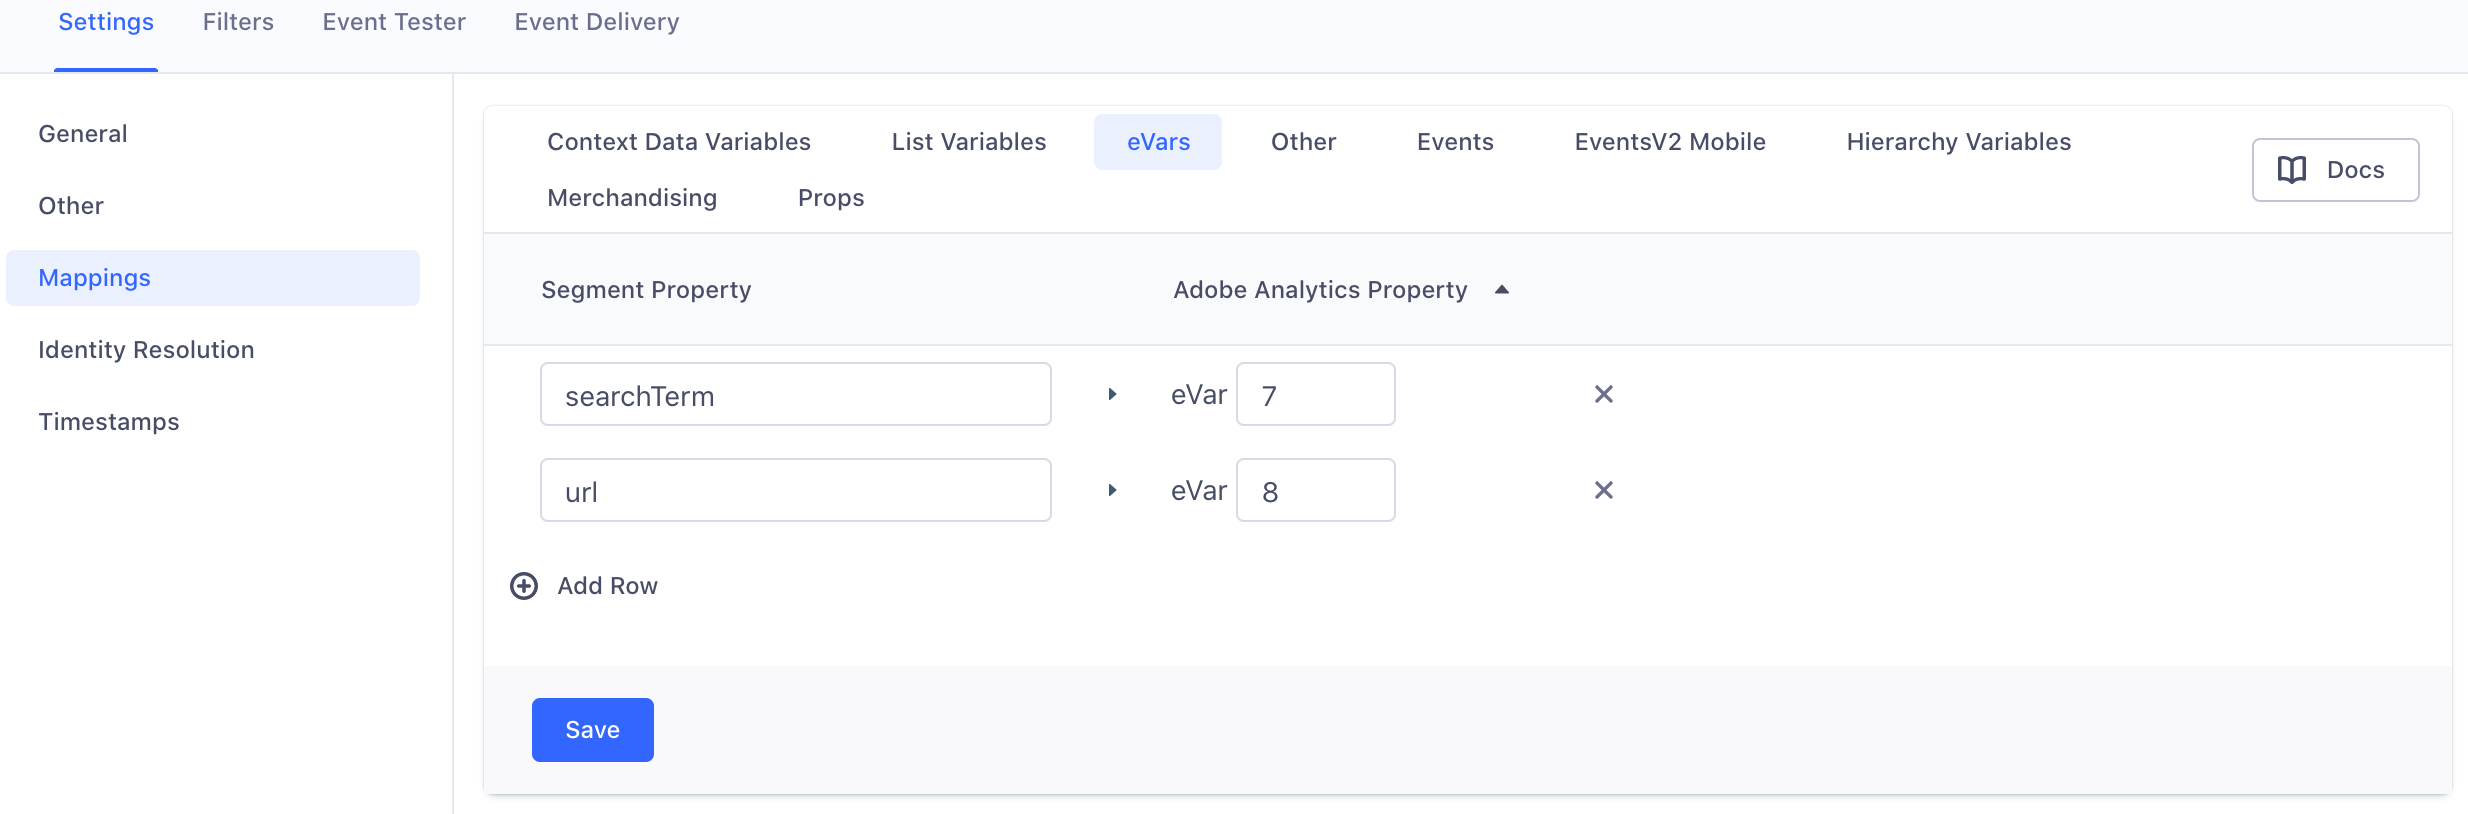 Settings Filters Event Tester Event Delivery
General
Other
Mappings
Identity Resolution
Timestamps
Context Data Variables List Variables eVars Other Events EventsV2 Mobile Hierarchy Variables
Merchandising Props
Docs
Segment Property Adobe Analytics Property
searchTerm eVar 7
url eVar 8
Add Row
Save